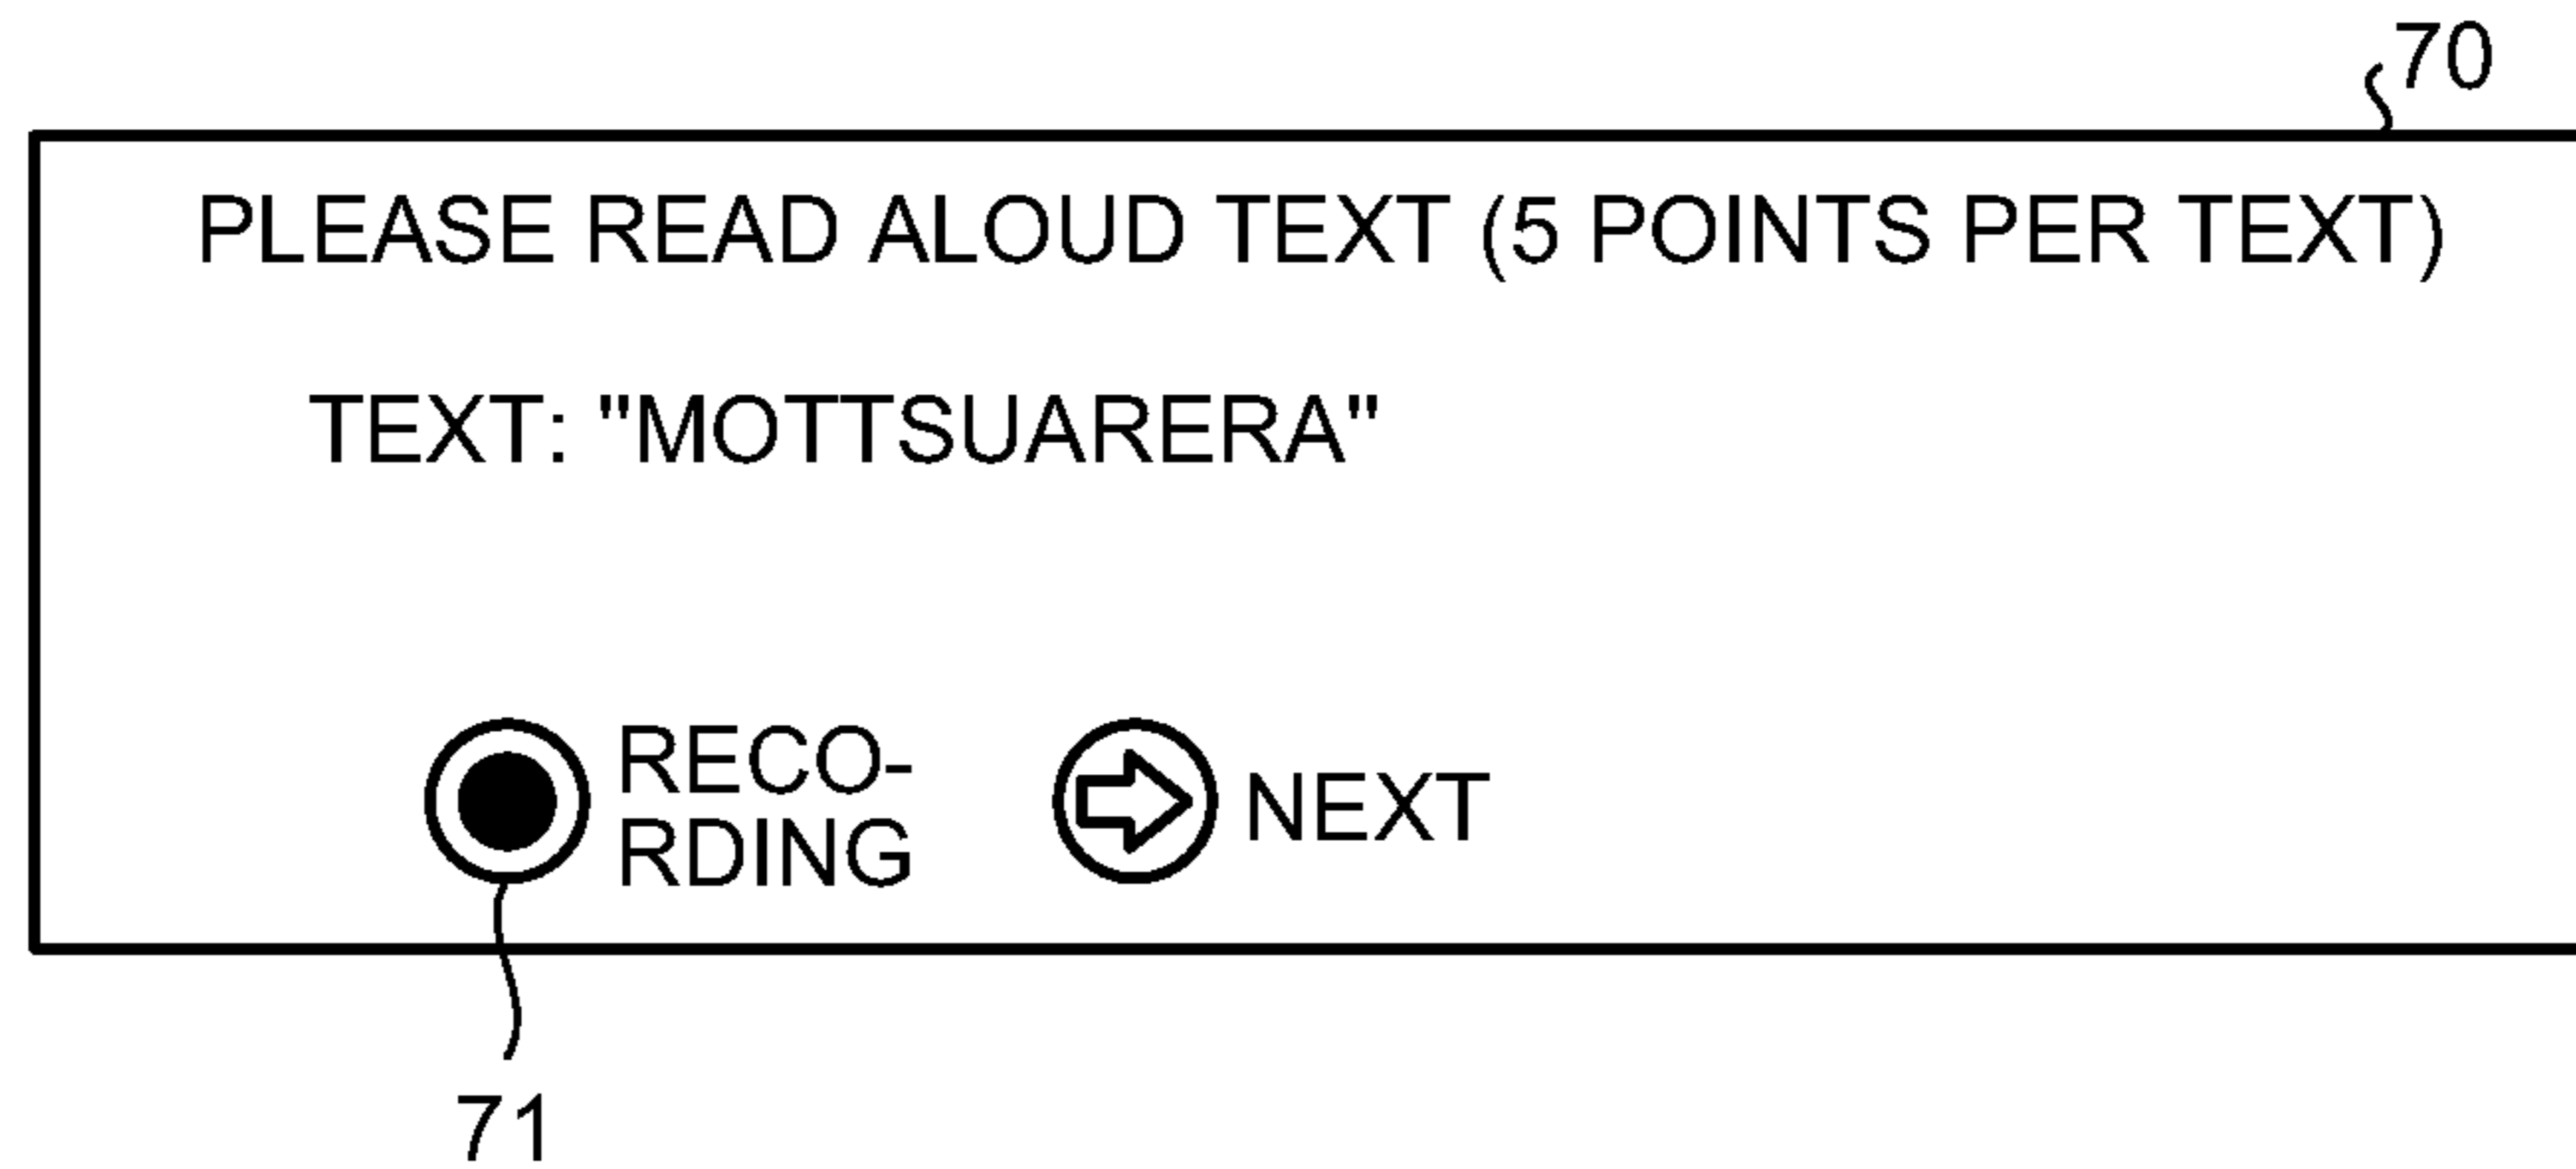 70
PLEASE READ ALOUD TEXT (5 POINTS PER TEXT)
TEXT: "MOTTSUARERA"
RECO-
RDING
NEXT
71